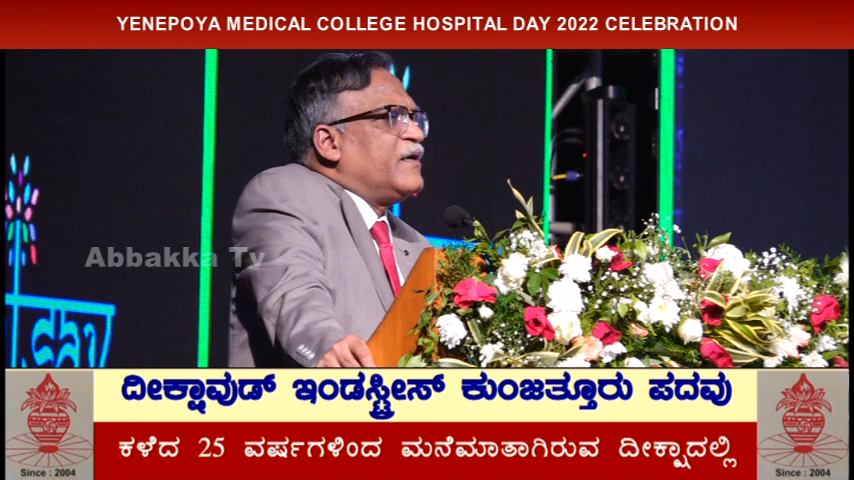 YENEPOYA MEDICAL COLLEGE HOSPITAL DAY 2022 CELEBRATION
Abbakka Tv
ದೀಕ್ಷಾವುಡ್ ಇಂಡಸ್ಟ್ರೀಸ್ ಕುಂಜತ್ತೂರು ಪದವು
ಕಳೆದ 25 ವರ್ಷಗಳಿಂದ ಮನೆಮಾತಾಗಿರುವ ದೀಕ್ಷಾದಲ್ಲಿ
Since : 2004
Since : 2004